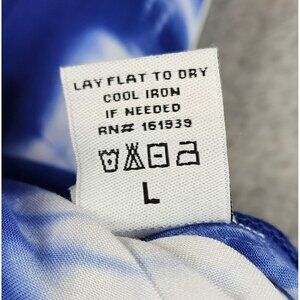 LAY FLAT TO DRY
COOL IRON
IF NEEDED
RN# 161939
L